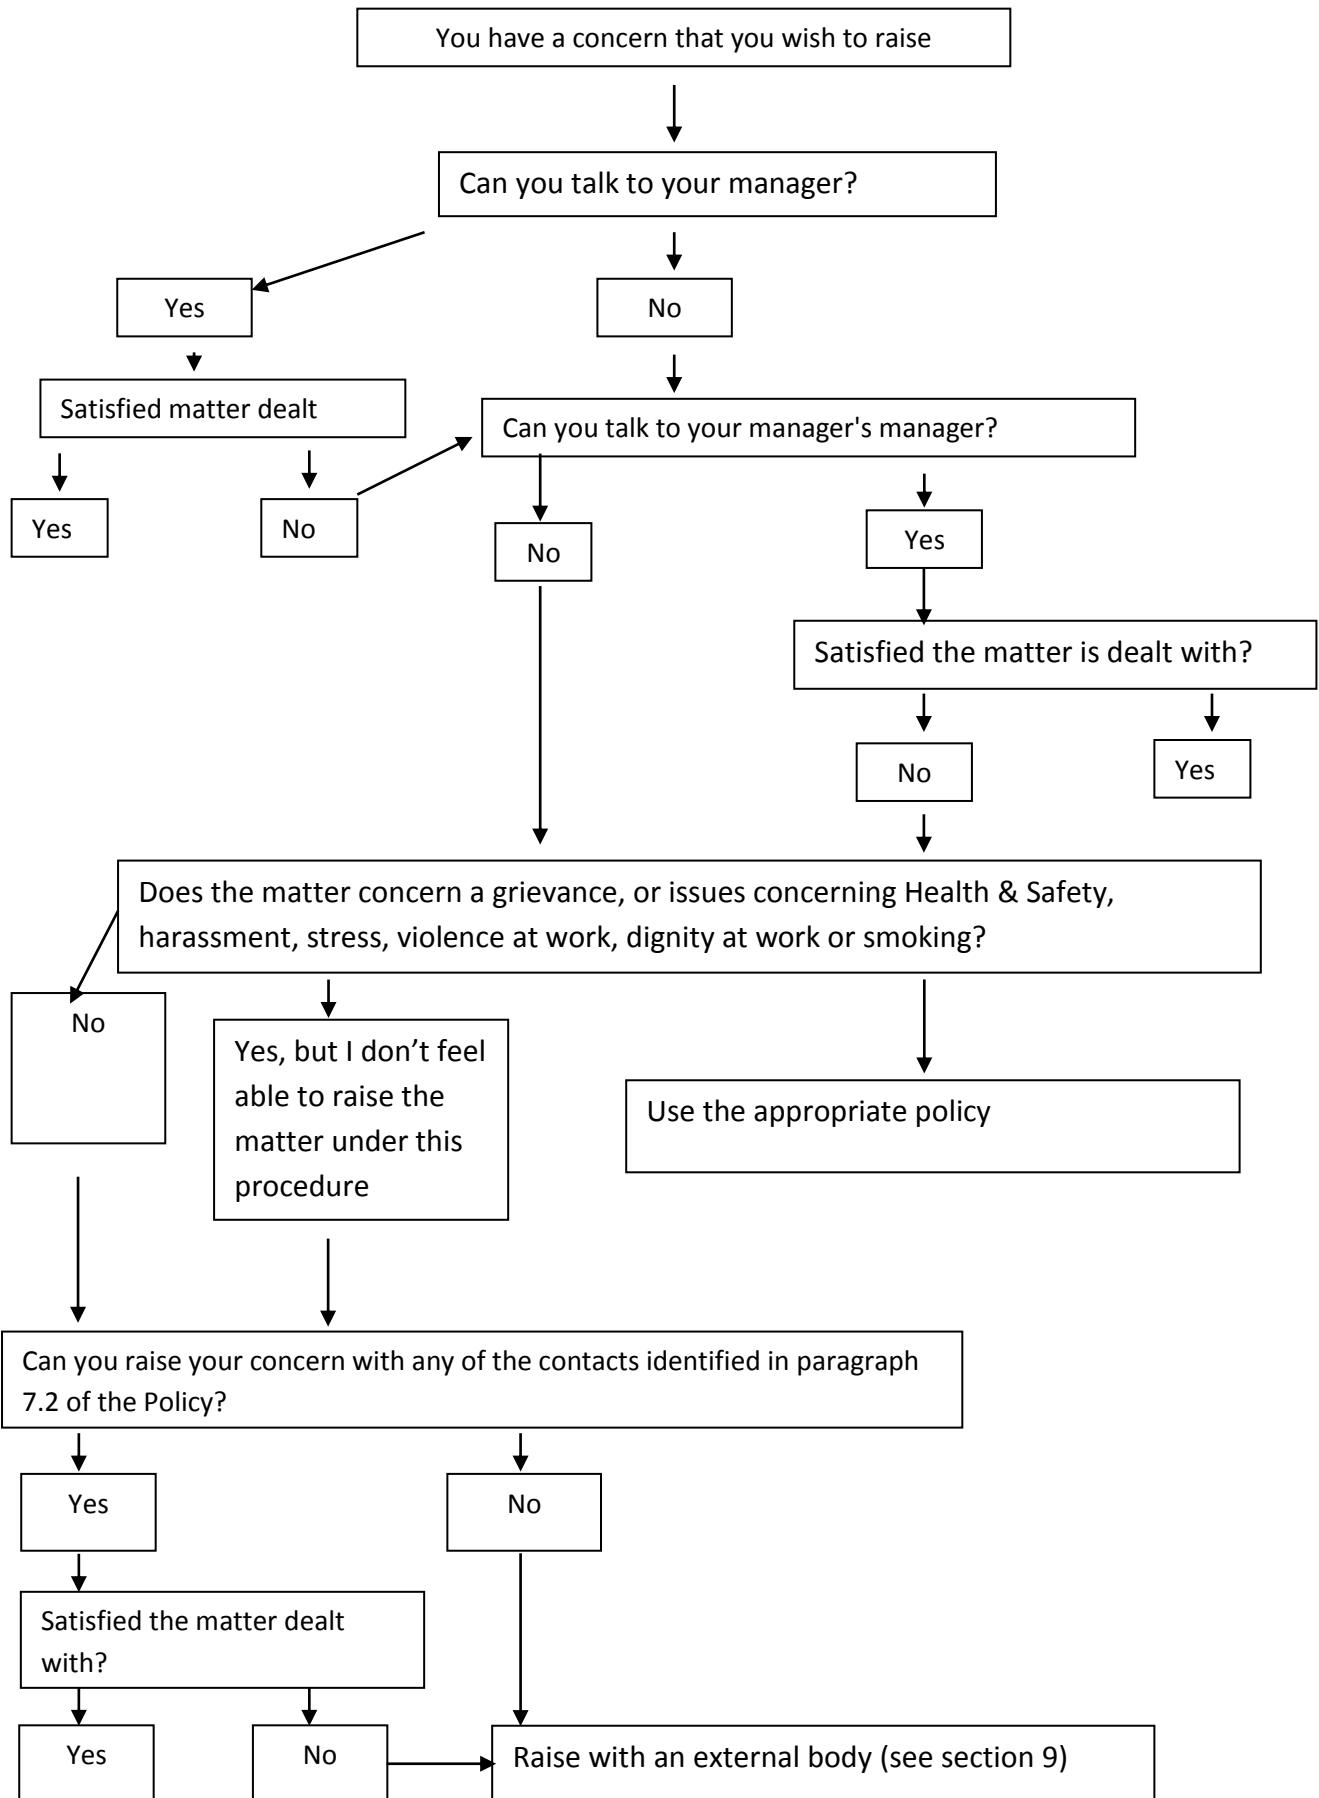 You have a concern that you wish to raise
Can you talk to your manager?
Yes
No
Satisfied matter dealt
Can you talk to your manager's manager?
Yes
No
No
Yes
Satisfied the matter is dealt with?
No
Yes
Does the matter concern a grievance, or issues concerning Health & Safety,
harassment, stress, violence at work, dignity at work or smoking?
No
Yes, but I don’t feel
able to raise the
matter under this
procedure
Use the appropriate policy
Can you raise your concern with any of the contacts identified in paragraph
7.2 of the Policy?
Yes
No
Satisfied the matter dealt
with?
Yes
No
Raise with an external body (see section 9)